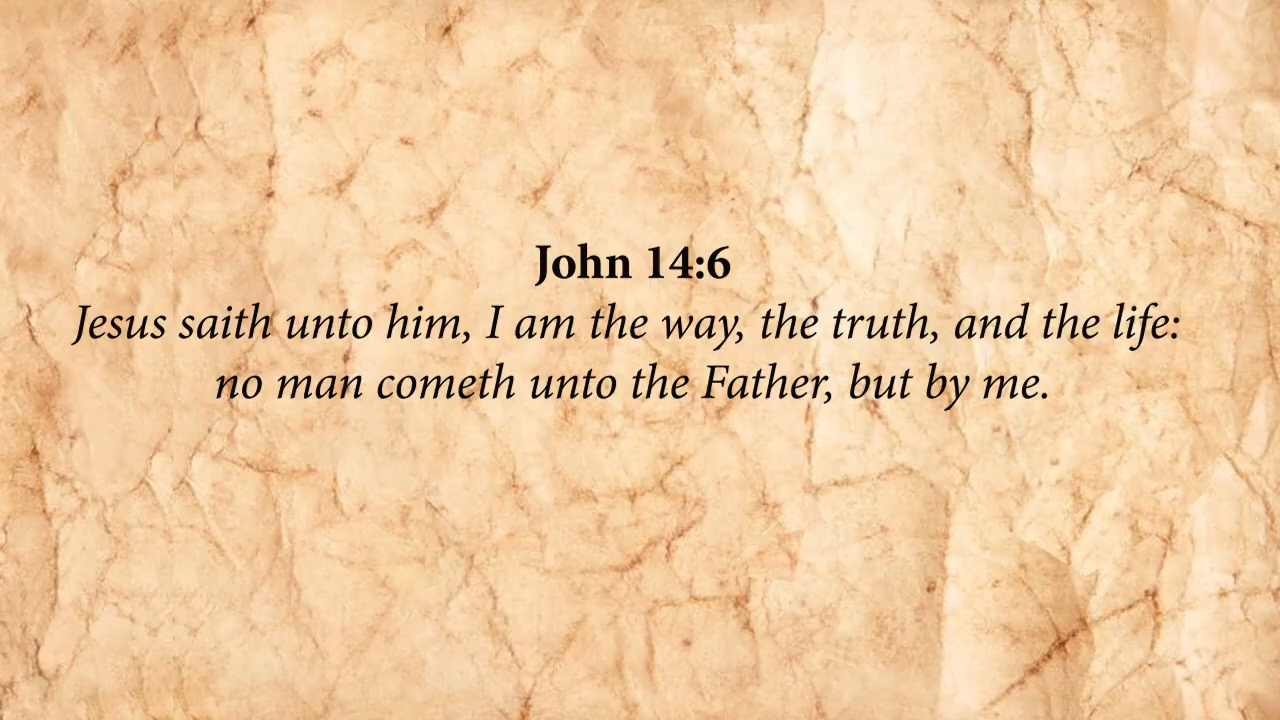 John 14:6
Jesus saith unto him, I am the way, the truth, and the life:
no man cometh unto the Father, but by me.